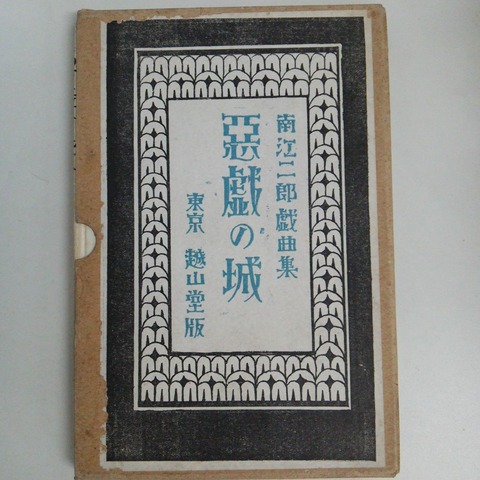 南江二郎戯曲集
惡戯の城
東京 越山堂版